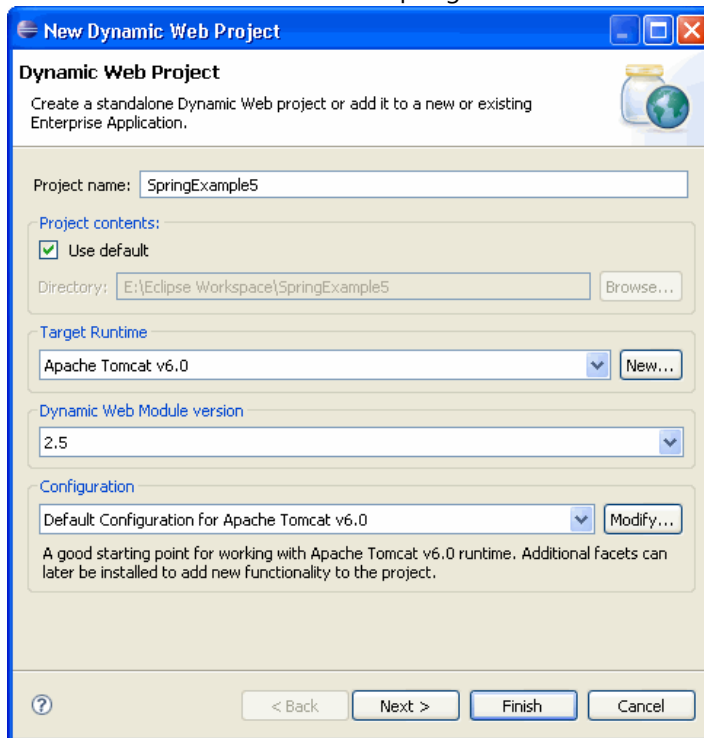 New Dynamic Web Project
Dynamic Web Project
Create a standalone Dynamic Web project or add it to a new or existing
Enterprise Application.
Project name: SpringExample5
Project contents:
Use default
Directory: E:\Eclipse Workspace\SpringExample5 Browse...
Target Runtime
Apache Tomcat v6.0 New...
Dynamic Web Module version
2.5
Configuration
Default Configuration for Apache Tomcat v6.0 Modify...
A good starting point for working with Apache Tomcat v6.0 runtime. Additional facets can
later be installed to add new functionality to the project.
? < Back Next > Finish Cancel